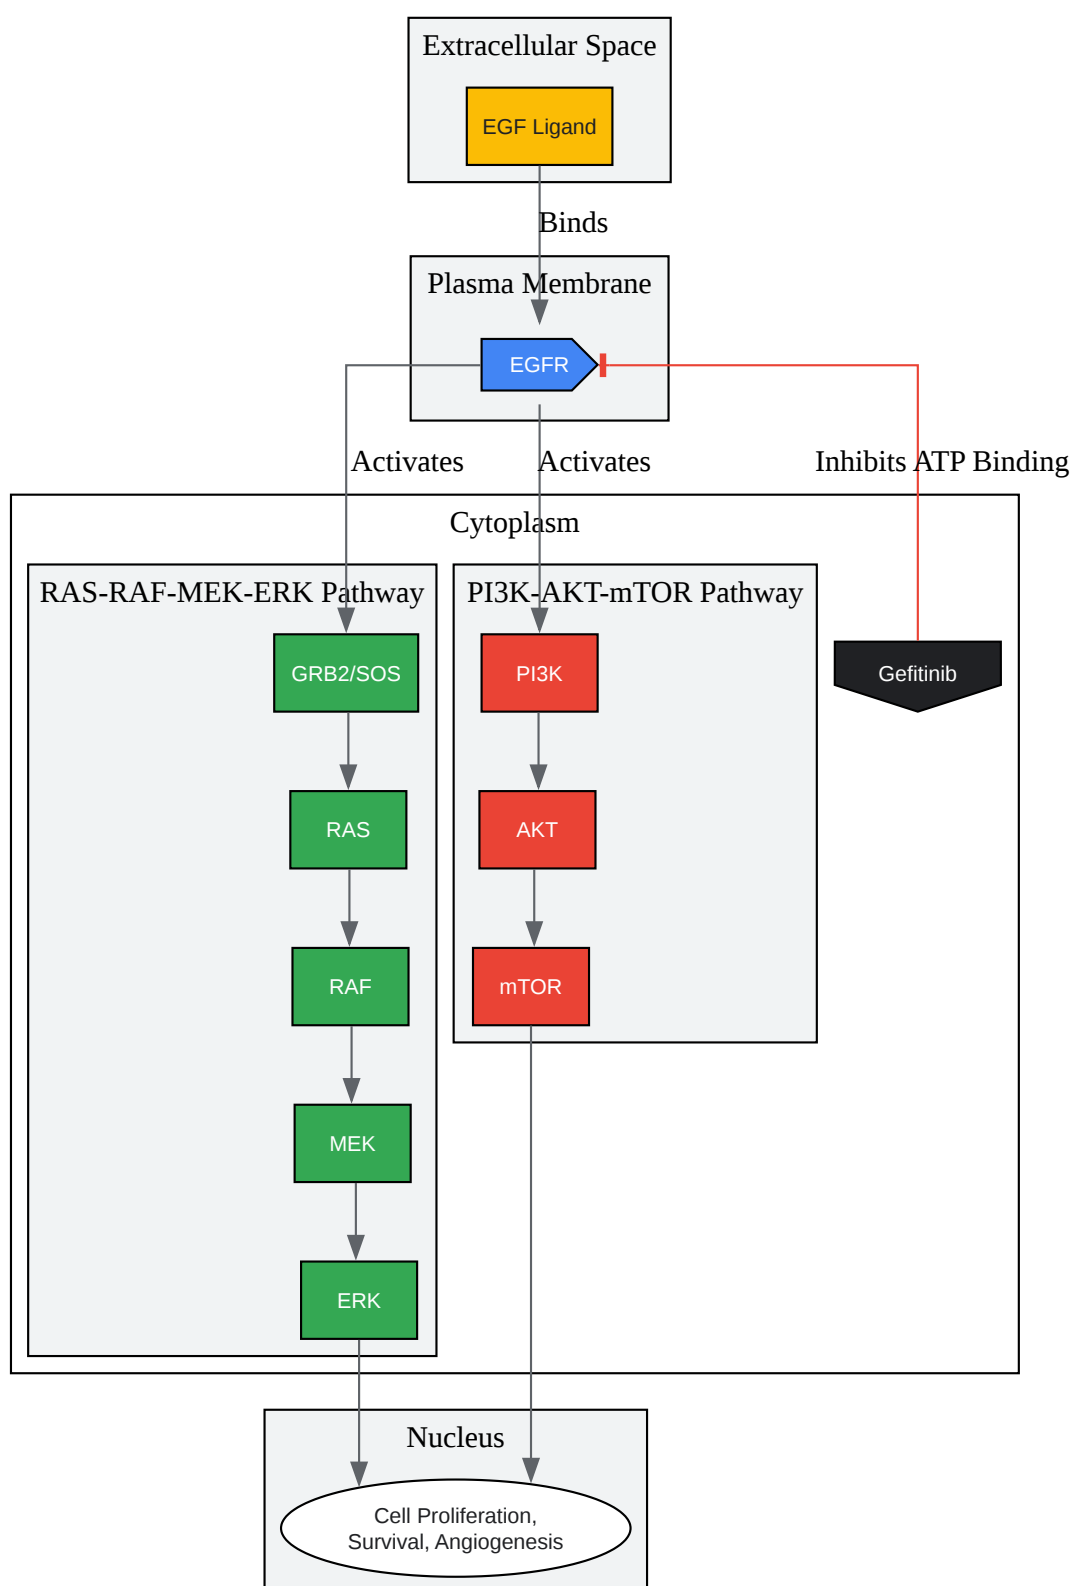 Extracellular Space
EGF Ligand
Binds
Plasma Membrane
EGFR
Activates
Activates
Inhibits ATP Binding
Cytoplasm
RAS-RAF-MEK-ERK Pathway
PI3K-AKT-mTOR Pathway
GRB2/SOS
PI3K
Gefitinib
RAS
AKT
RAF
mTOR
MEK
ERK
Nucleus
Cell Proliferation,
Survival, Angiogenesis